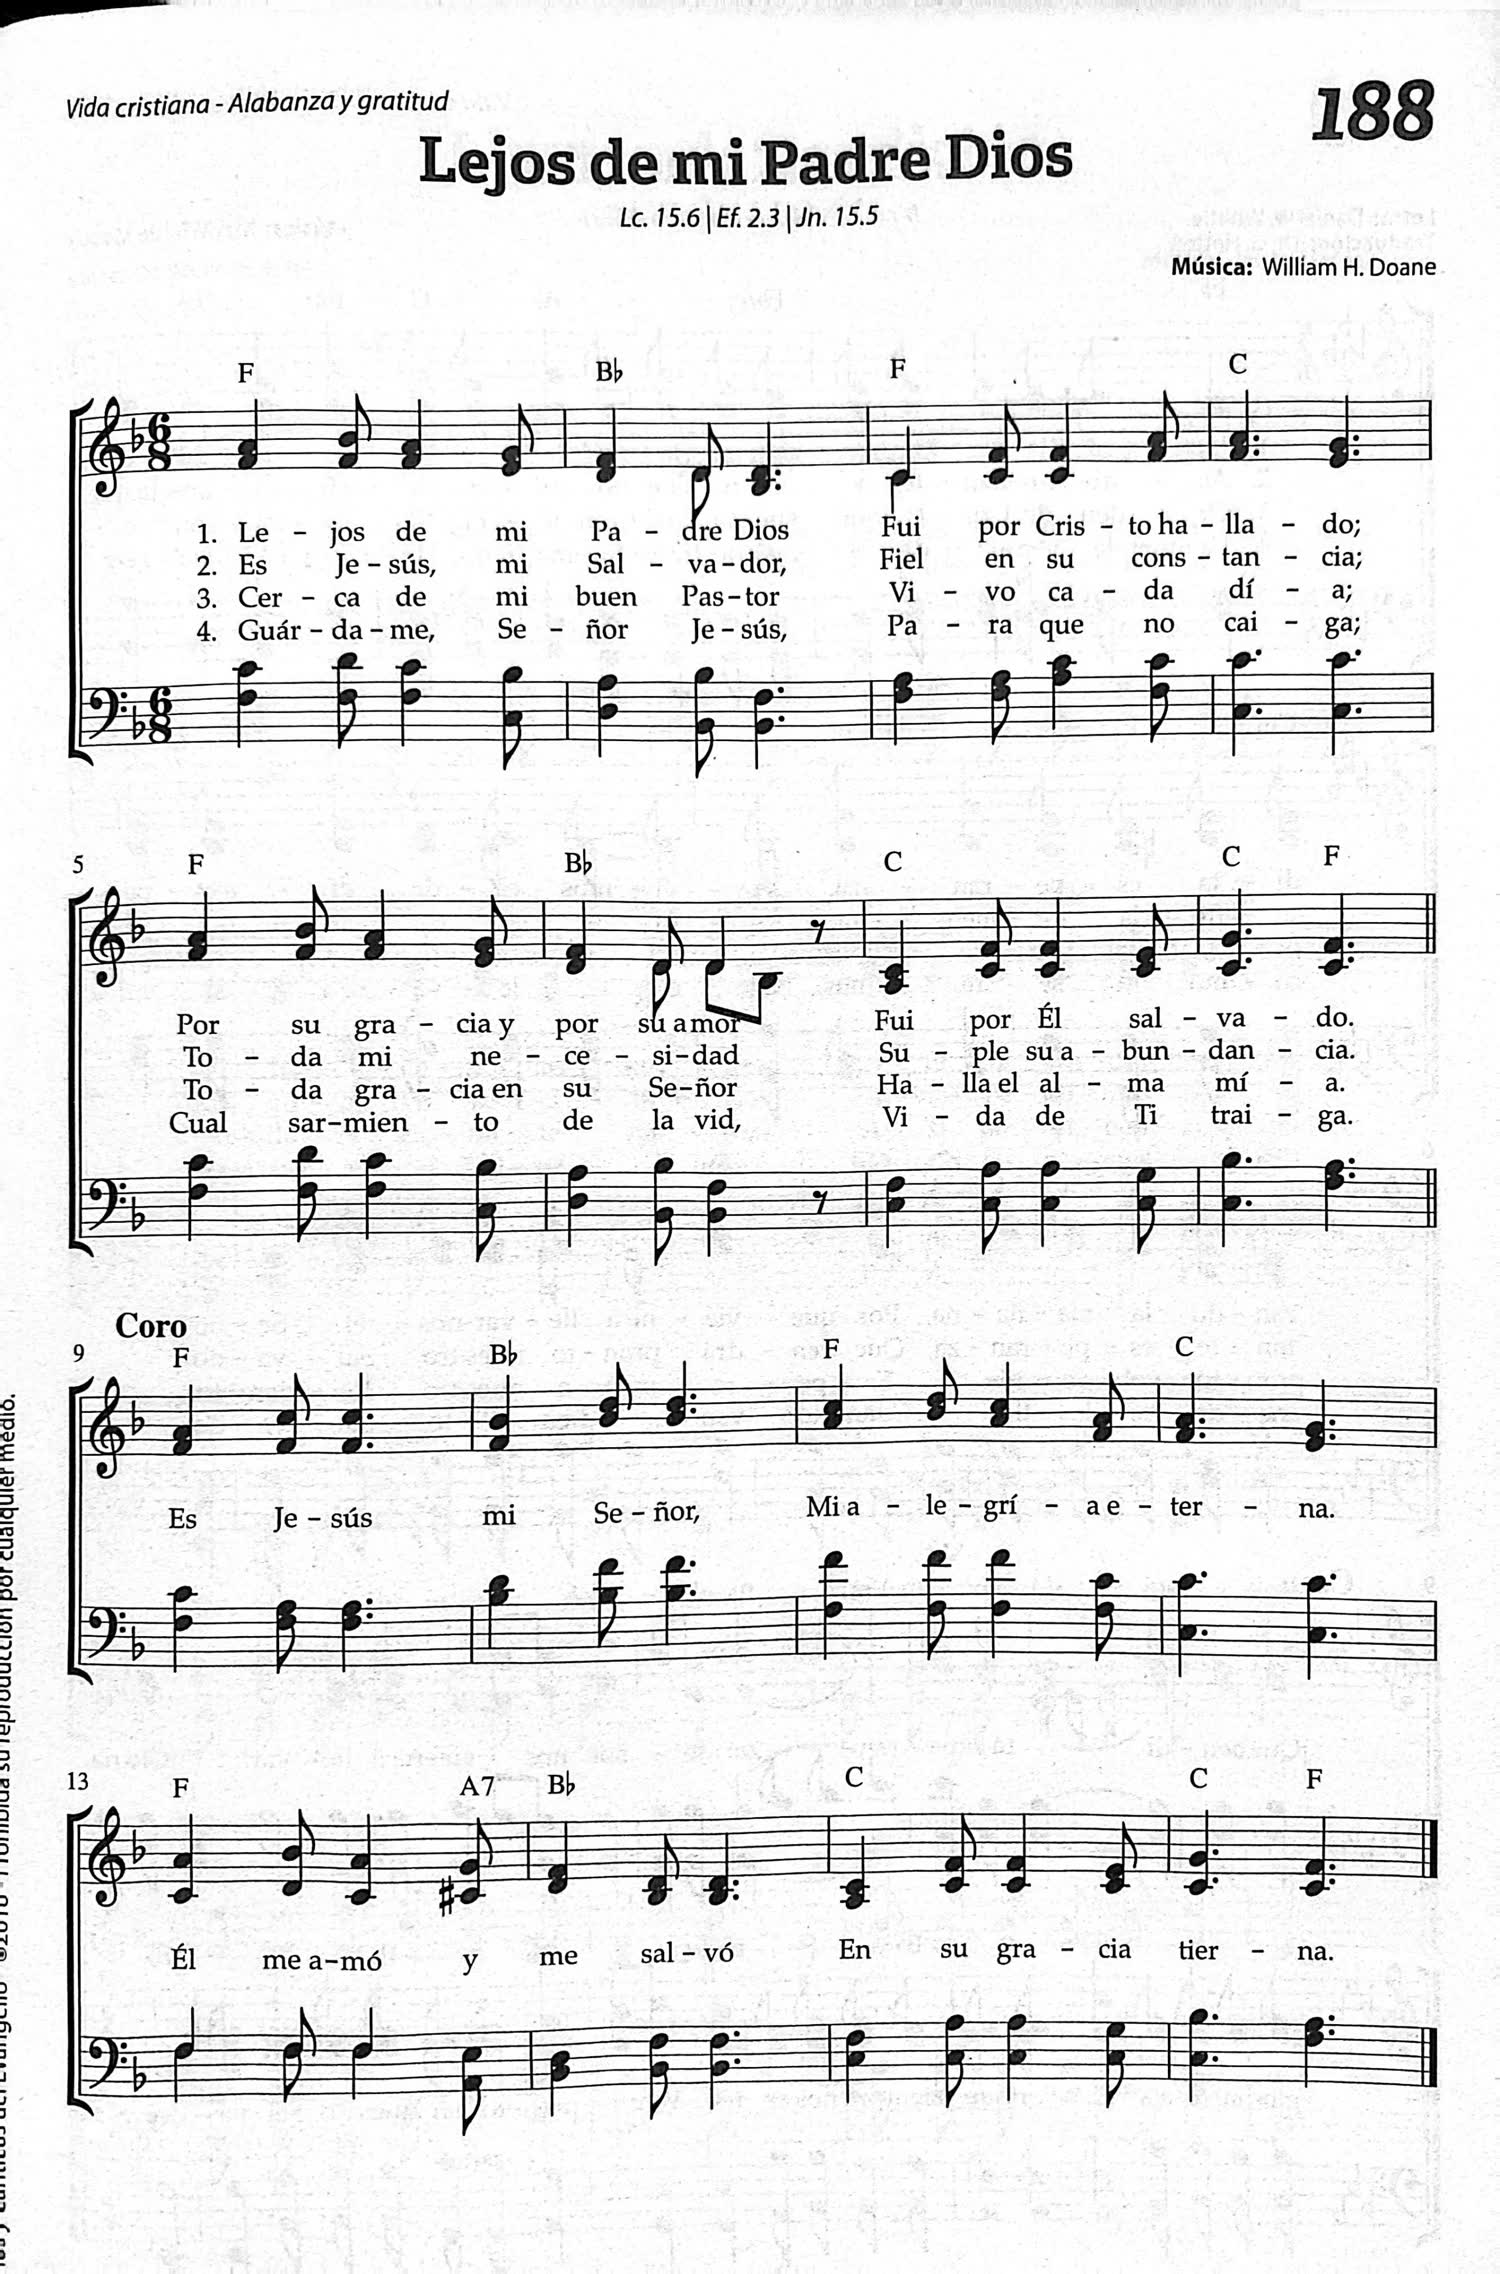 Vida cristiana - Alabanza y gratitud
188
Lejos de mi Padre Dios
Lc. 15.6 | Ef. 2.3 | Jn. 15.5
Música: William H. Doane
F B♭ F C
1. Le – jos de mi Pa – dre Dios Fui por Cris – to ha – lla – do;
2. Es Je – sús, mi Sal – va – dor, Fiel en su cons – tan – cia;
3. Cer – ca de mi buen Pas – tor Vi – vo ca – da dí – a;
4. Guár – da – me, Se – ñor Je – sús, Pa – ra que no cai – ga;
5 F B♭ C C F
Por su gra – cia y por su amor Fui por Él sal – va – do.
To – da mi ne – ce – si – dad Su – ple su a – bun – dan – cia.
To – da gra – cia en su Se – ñor Ha – lla el al – ma mí – a.
Cual sar – mien – to de la vid, Vi – da de Ti trai – ga.
Coro
9 F B♭ F C
Es Je – sús mi Se – ñor, Mi a – le – grí – a e – ter – na.
13 F A7 B♭ C C F
Él me a – mó y me sal – vó En su gra – cia tier – na.
Prohibida su reproducción por cualquier medio.